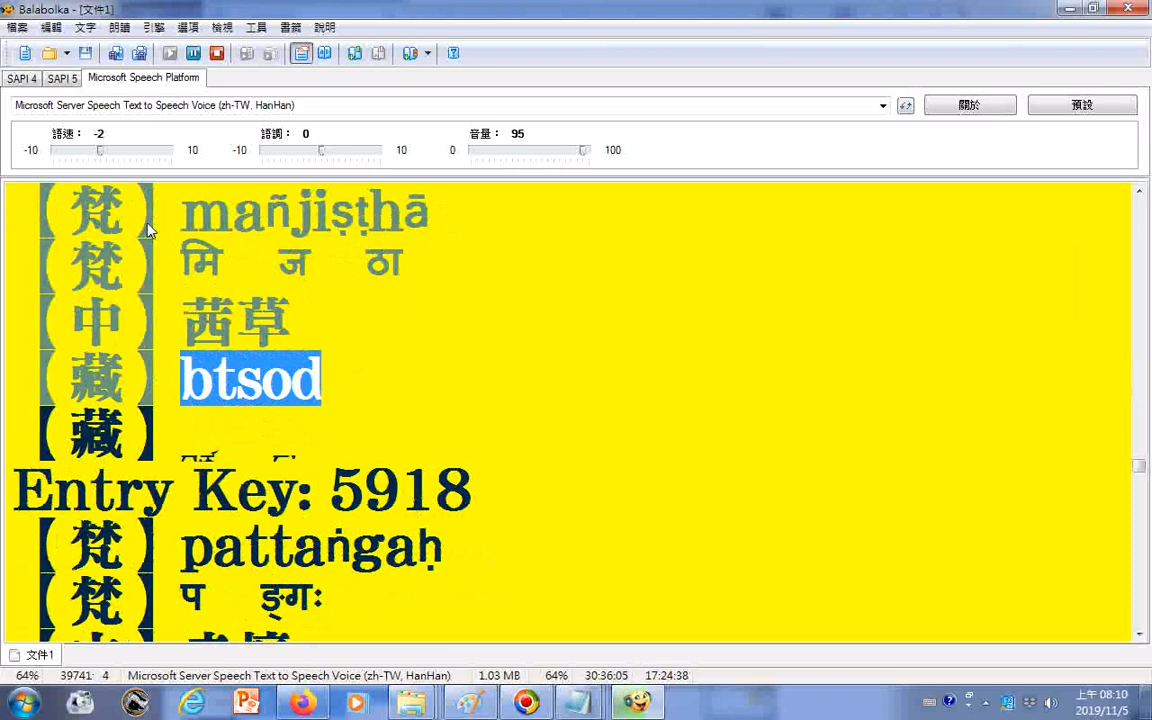 Balabolka - [文件1]
檔案 編輯 文字 朗讀 引擎 選項 檢視 工具 書籤 說明
SAPI 4 SAPI 5 Microsoft Speech Platform
Microsoft Server Speech Text to Speech Voice (zh-TW, HanHan) 關於 預設
語速: -2 語調: 0 音量: 95
-10 10 -10 10 0 100
【梵】 mañjiṣṭhā
【梵】 मि ज ठा
【中】 茜草
【藏】 btsod
【藏】
Entry Key: 5918
【梵】 pattaṅgaḥ
【梵】 प ङ्गः
文件1
64% 39741: 4 Microsoft Server Speech Text to Speech Voice (zh-TW, HanHan) 1.03 MB 64% 30:36:05 17:24:38
上午 08:10
2019/11/5